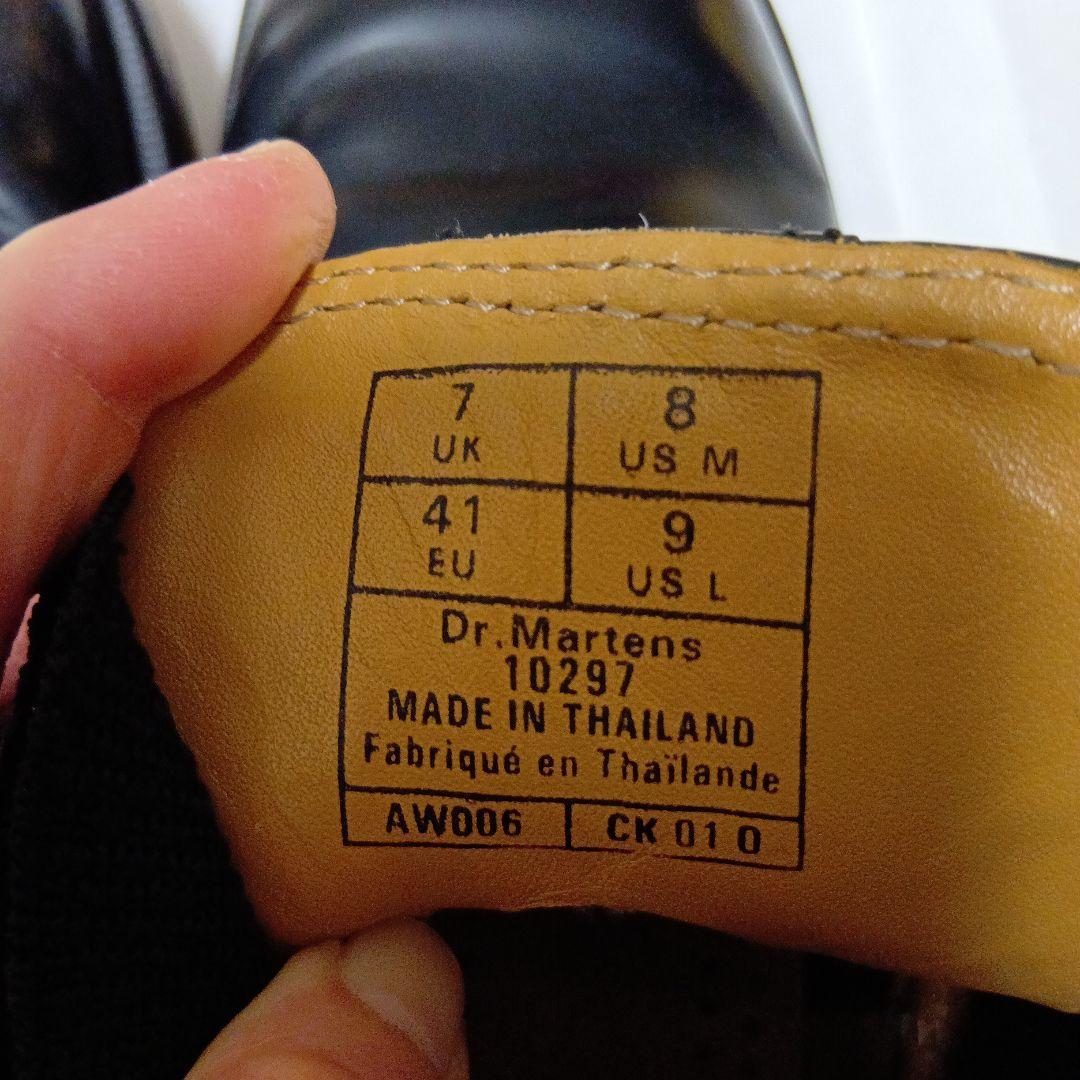 7
UK
8
US M
41
EU
9
US L
Dr.Martens
10297
MADE IN THAILAND
Fabriqué en Thaïlande
AW006
CK 01 0